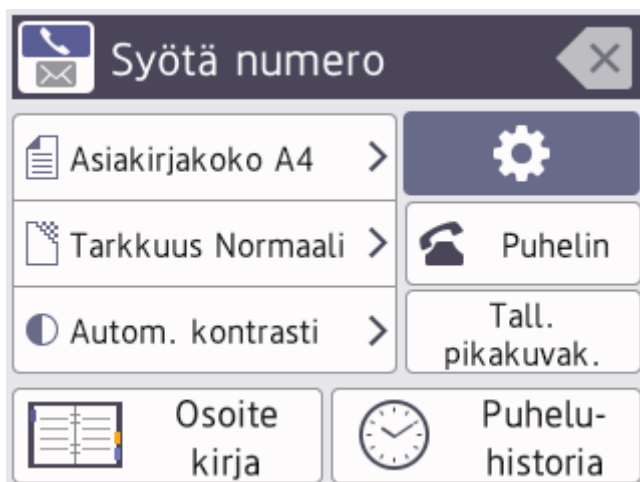 Syötä numero
Asiakirjakoko A4
Tarkkuus Normaali
Puhelin
Autom. kontrasti
Tall.
pikakuvak.
Osoite
kirja
Puhelu-
historia